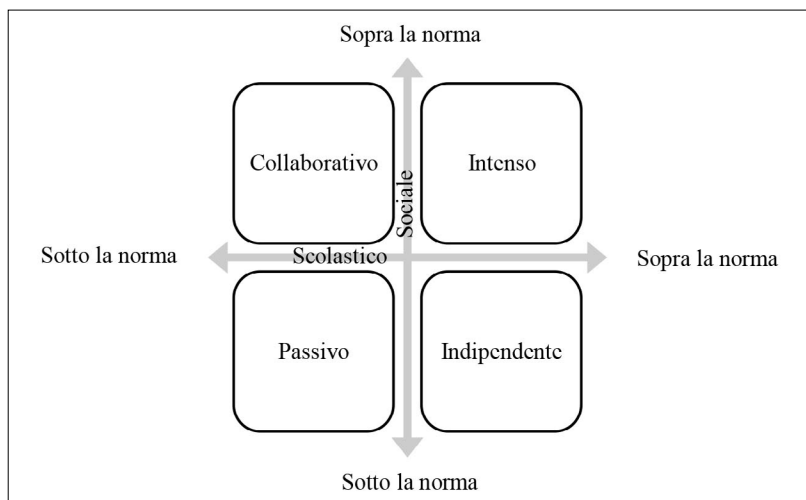 Sopra la norma
Collaborativo
Intenso
Sociale
Sotto la norma
Scolastico
Sopra la norma
Passivo
Indipendente
Sotto la norma